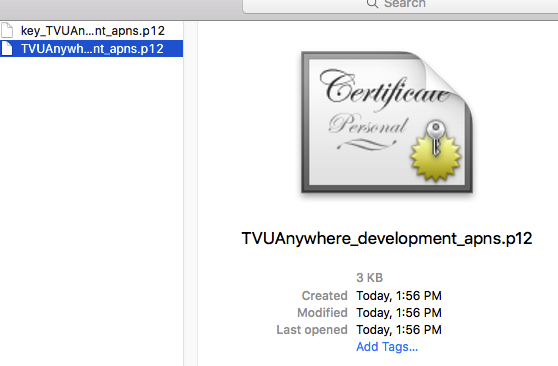 Search
key_TVUAn...nt_apns.p12
TVUAnywh...nt_apns.p12
Certificate
Personal
TVUAnywhere_development_apns.p12
3 KB
Created Today, 1:56 PM
Modified Today, 1:56 PM
Last opened Today, 1:56 PM
Add Tags...